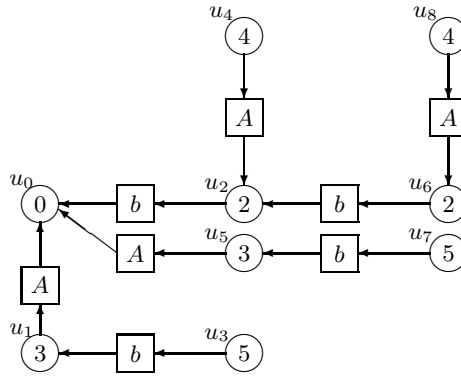 u₄ u₈
4 4
A A
u₀ u₂ u₆
0 b 2 b 2
u₅ u₇
A 3 b 5
A
u₁ u₃
3 b 5